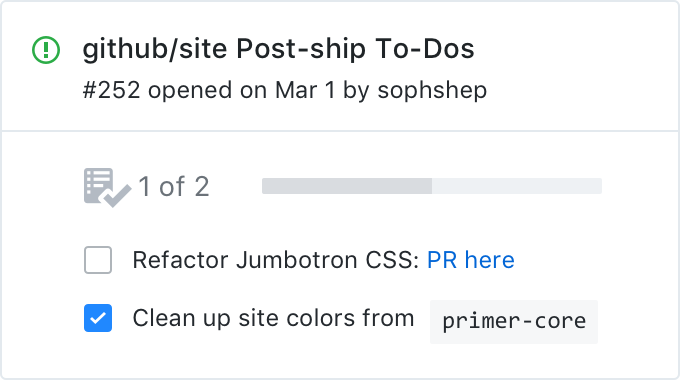 github/site Post-ship To-Dos
#252 opened on Mar 1 by sophshep
1 of 2
Refactor Jumbotron CSS: PR here
Clean up site colors from primer-core